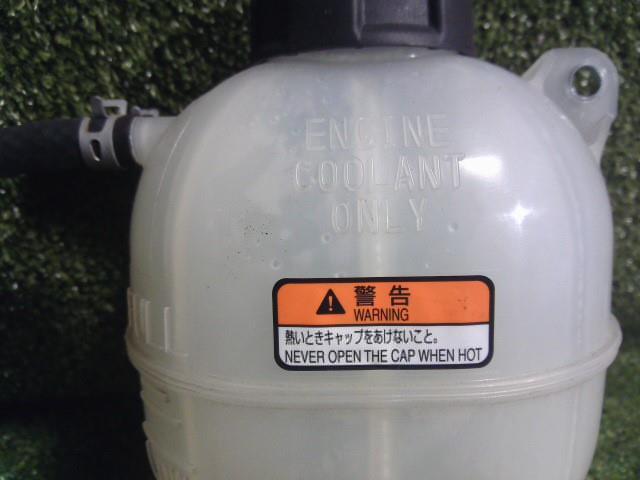 ENGINE
COOLANT
ONLY
警告
WARNING
熱いときキャップをあけないこと。
NEVER OPEN THE CAP WHEN HOT